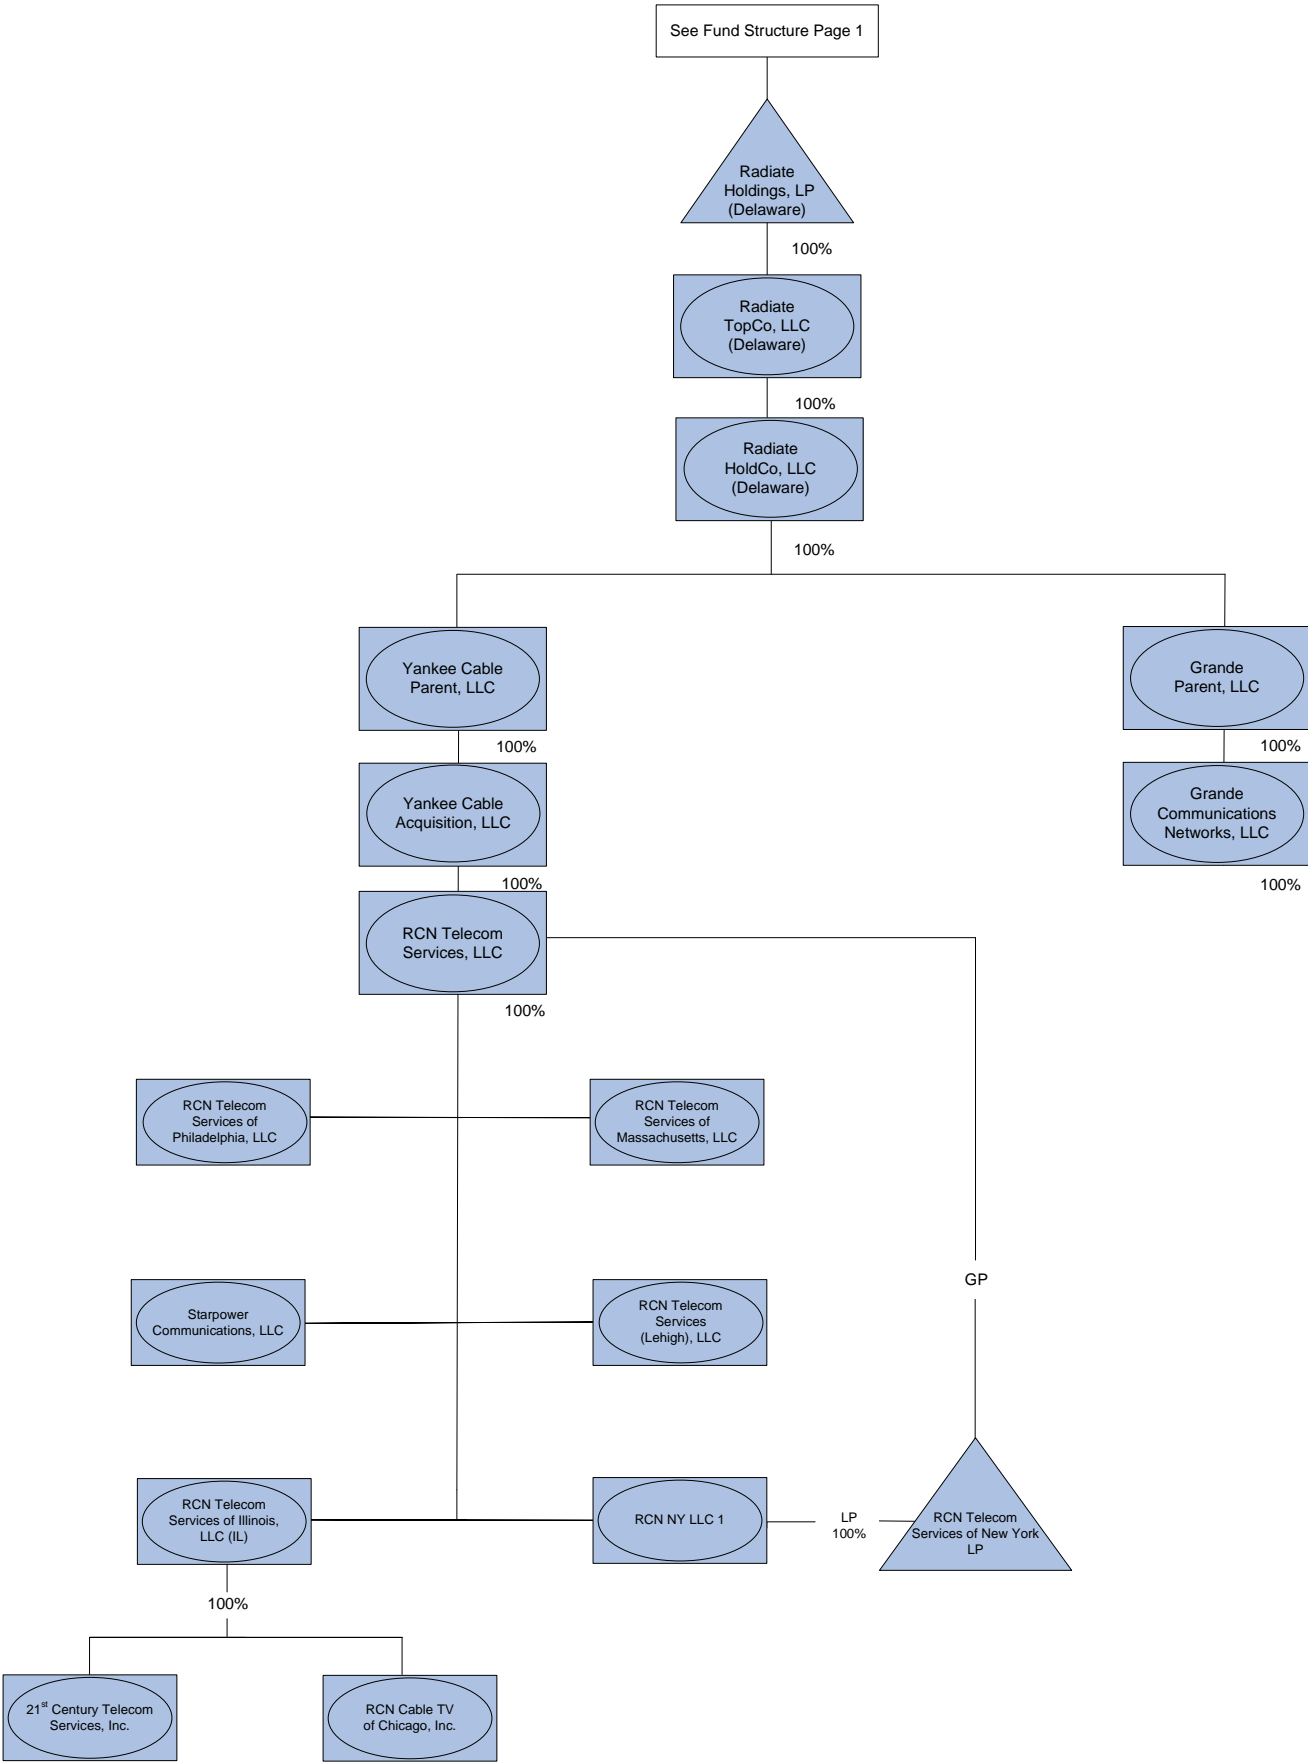 See Fund Structure Page 1
Radiate
Holdings, LP
(Delaware)
100%
Radiate
TopCo, LLC
(Delaware)
100%
Radiate
HoldCo, LLC
(Delaware)
100%
Yankee Cable
Parent, LLC
100%
Grande
Parent, LLC
100%
Yankee Cable
Acquisition, LLC
100%
Grande
Communications
Networks, LLC
100%
RCN Telecom
Services, LLC
100%
RCN Telecom
Services of
Philadelphia, LLC
RCN Telecom
Services of
Massachusetts, LLC
GP
Starpower
Communications, LLC
RCN Telecom
Services
(Lehigh), LLC
RCN Telecom
Services of Illinois,
LLC (IL)
RCN NY LLC 1
LP
100%
RCN Telecom
Services of New York
LP
100%
21st Century Telecom
Services, Inc.
RCN Cable TV
of Chicago, Inc.